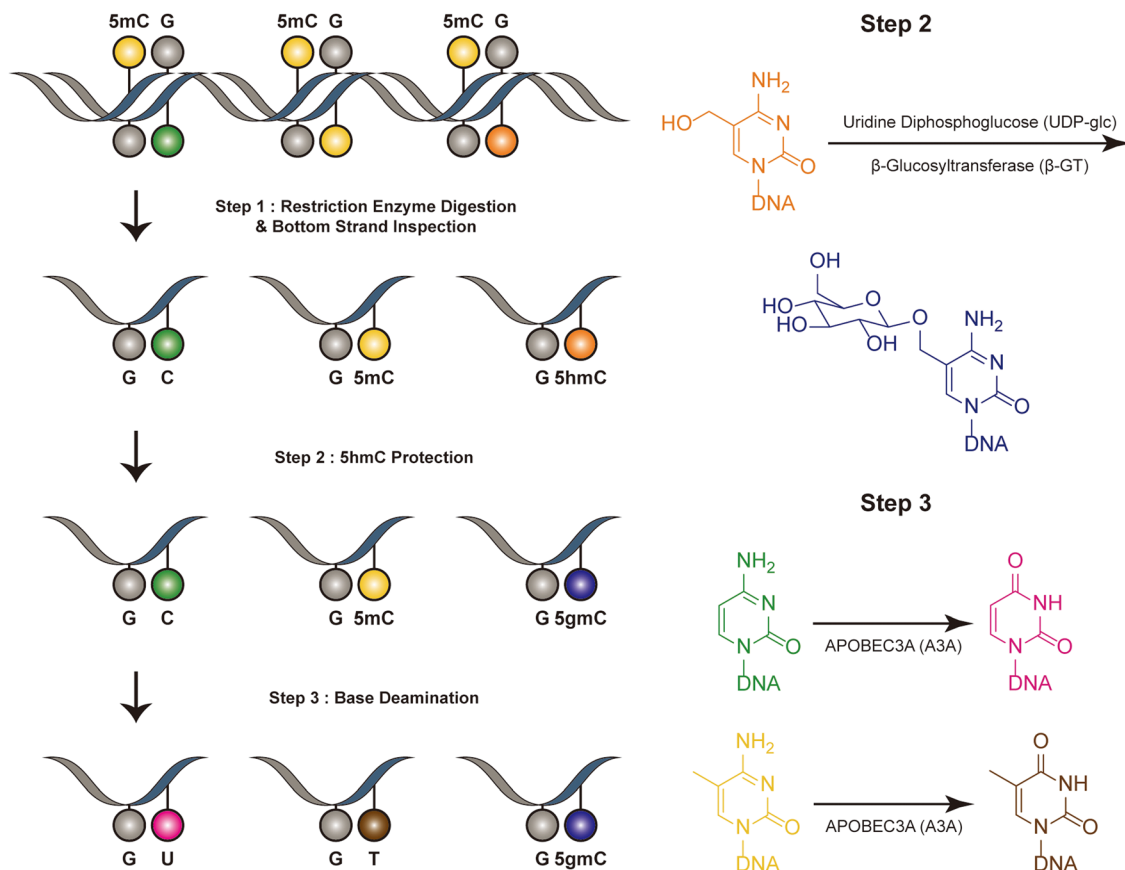 5mC G
5mC G
5mC G
Step 1 : Restriction Enzyme Digestion
& Bottom Strand Inspection
G C
G 5mC
G 5hmC
Step 2 : 5hmC Protection
G C
G 5mC
G 5gmC
Step 3 : Base Deamination
G U
G T
G 5gmC
Step 2
NH2
HO
N
N
O
DNA
Uridine Diphosphoglucose (UDP-glc)
β-Glucosyltransferase (β-GT)
OH
HO
O
HO
OH
O
NH2
N
N
O
DNA
Step 3
NH2
N
N
O
DNA
APOBEC3A (A3A)
O
NH
N
O
DNA
NH2
N
N
O
DNA
APOBEC3A (A3A)
O
NH
N
O
DNA